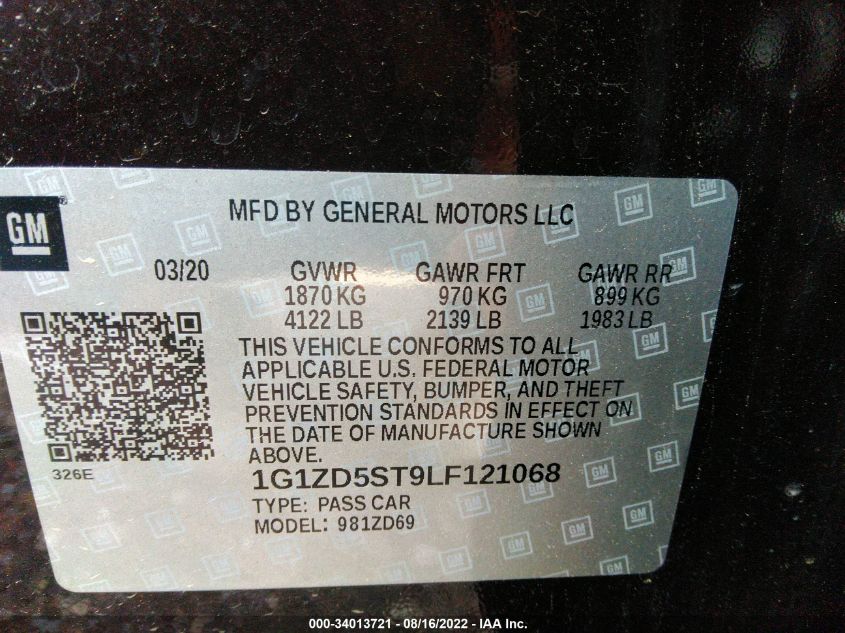 GM
MFD BY GENERAL MOTORS LLC
03/20 GVWR GAWR FRT GAWR RR
1870 KG 970 KG 899 KG
4122 LB 2139 LB 1983 LB
THIS VEHICLE CONFORMS TO ALL
APPLICABLE U.S. FEDERAL MOTOR
VEHICLE SAFETY, BUMPER, AND THEFT
PREVENTION STANDARDS IN EFFECT ON
THE DATE OF MANUFACTURE SHOWN
ABOVE.
326E
1G1ZD5ST9LF121068
TYPE: PASS CAR
MODEL: 981ZD69
000-34013721 - 08/16/2022 - IAA Inc.